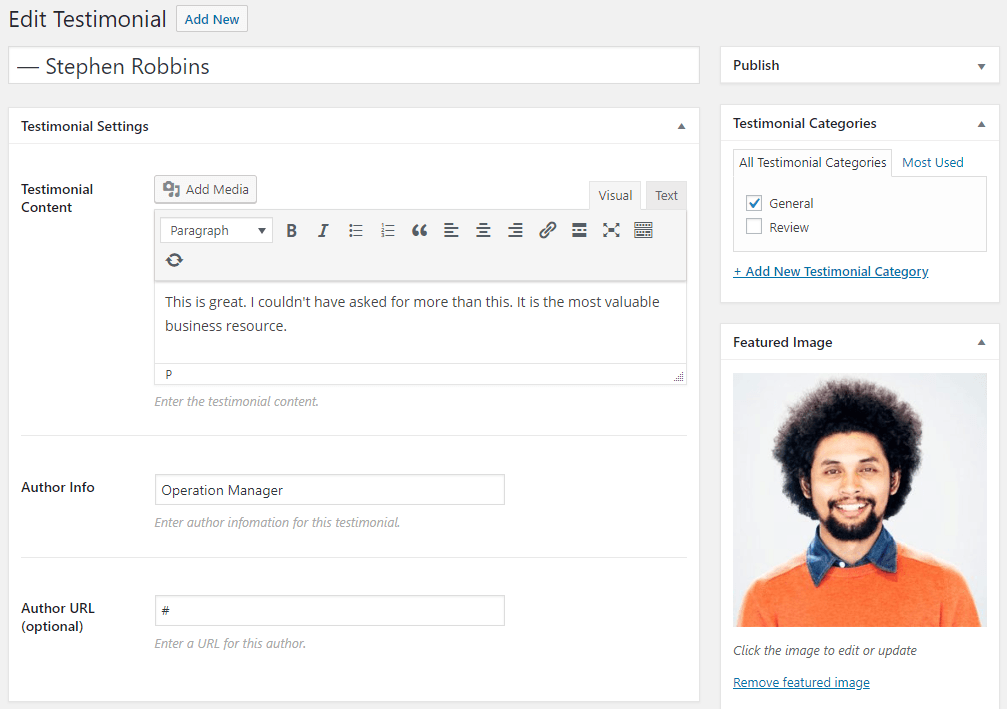 Edit Testimonial Add New
— Stephen Robbins
Testimonial Settings
Testimonial
Content
Add Media
Visual Text
Paragraph
This is great. I couldn't have asked for more than this. It is the most valuable
business resource.
P
Enter the testimonial content.
Author Info
Operation Manager
Enter author infomation for this testimonial.
Author URL
(optional)
#
Enter a URL for this author.
Publish
Testimonial Categories
All Testimonial Categories Most Used
General
Review
+ Add New Testimonial Category
Featured Image
Click the image to edit or update
Remove featured image